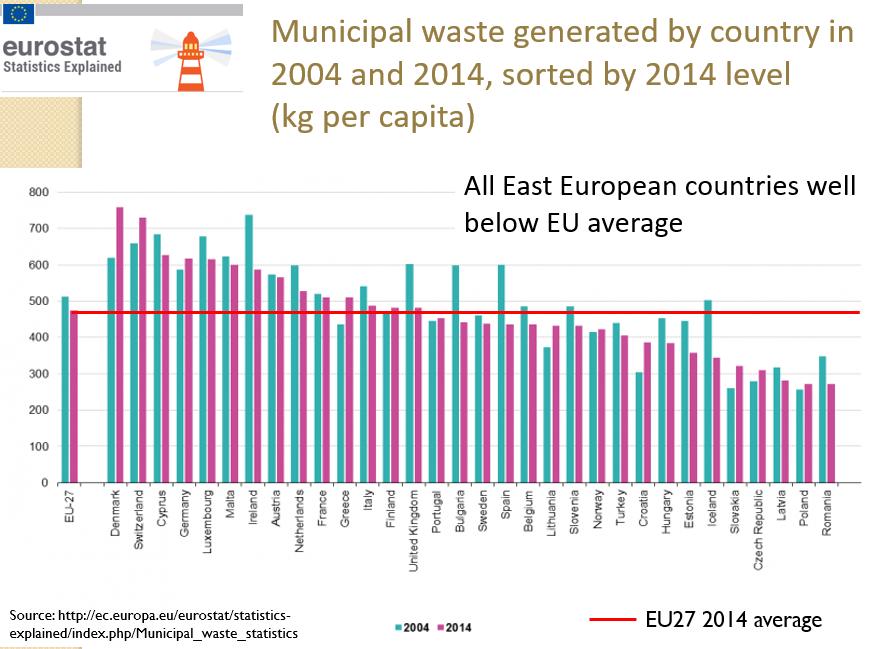 eurostat
Statistics Explained
Municipal waste generated by country in
2004 and 2014, sorted by 2014 level
(kg per capita)
All East European countries well
below EU average
800
700
600
500
400
300
200
100
0
EU-27
Denmark
Switzerland
Cyprus
Germany
Luxembourg
Malta
Ireland
Austria
Netherlands
France
Greece
Italy
Finland
United Kingdom
Portugal
Bulgaria
Sweden
Spain
Belgium
Lithuania
Slovenia
Norway
Turkey
Croatia
Hungary
Estonia
Iceland
Slovakia
Czech Republic
Latvia
Poland
Romania
Source: http://ec.europa.eu/eurostat/statistics-
explained/index.php/Municipal_waste_statistics
2004 2014
EU27 2014 average